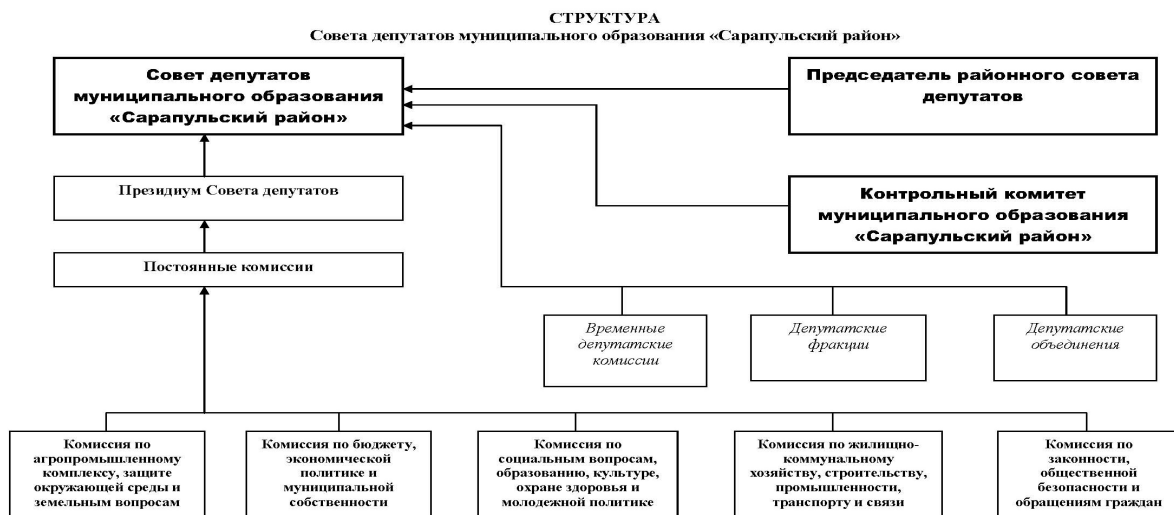 СТРУКТУРА
Совета депутатов муниципального образования «Сарапульский район»
Совет депутатов
муниципального образования
«Сарапульский район»
Председатель районного совета
депутатов
Президиум Совета депутатов
Контрольный комитет
муниципального образования
«Сарапульский район»
Постоянные комиссии
Временные
депутатские
комиссии
Депутатские
фракции
Депутатские
объединения
Комиссия по
агропромышленному
комплексу, защите
окружающей среды и
земельным вопросам
Комиссия по бюджету,
экономической
политике и
муниципальной
собственности
Комиссия по
социальным вопросам,
образованию, культуре,
охране здоровья и
молодежной политике
Комиссия по жилищно-
коммунальному
хозяйству, строительству,
промышленности,
транспорту и связи
Комиссия по
законности,
общественной
безопасности и
обращениям граждан